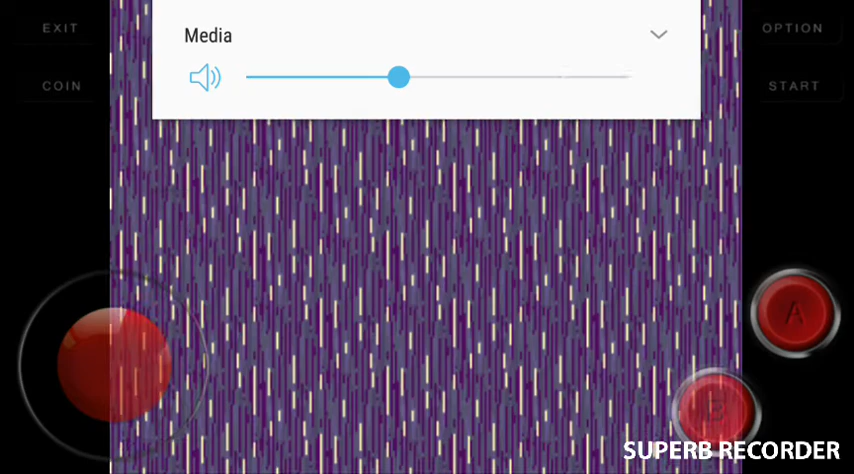 EXIT
Media
OPTION
COIN
START
A
B
SUPERB RECORDER